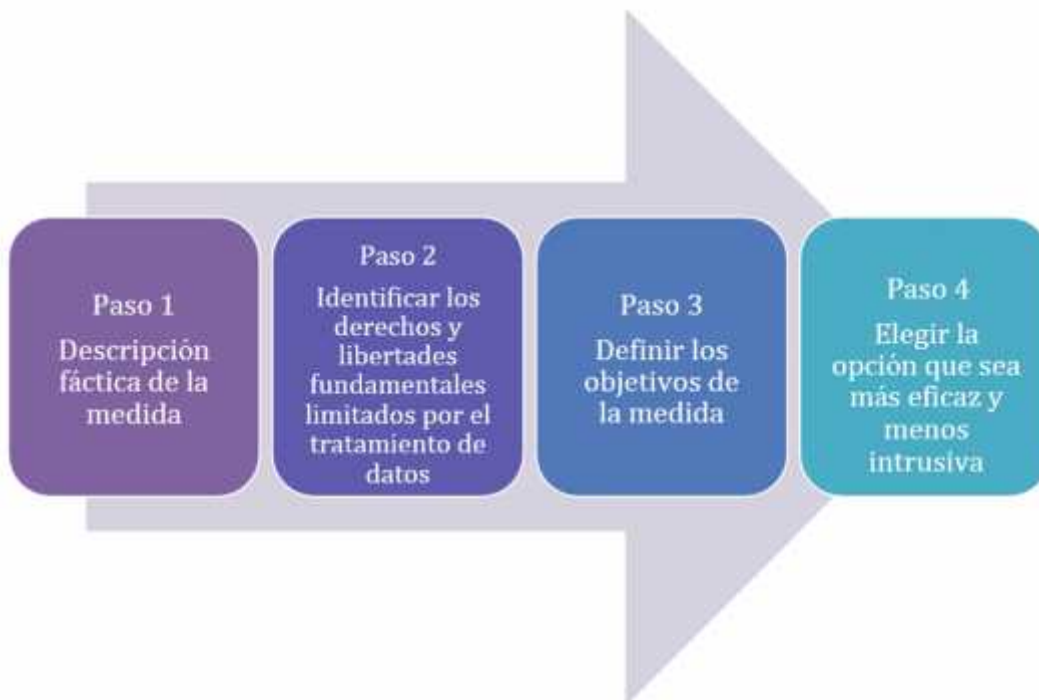 Paso 1
Descripción
fáctica de la
medida
Paso 2
Identificar los
derechos y
libertades
fundamentales
limitados por el
tratamiento de
datos
Paso 3
Definir los
objetivos de
la medida
Paso 4
Elegir la
opción que sea
más eficaz y
menos
intrusiva